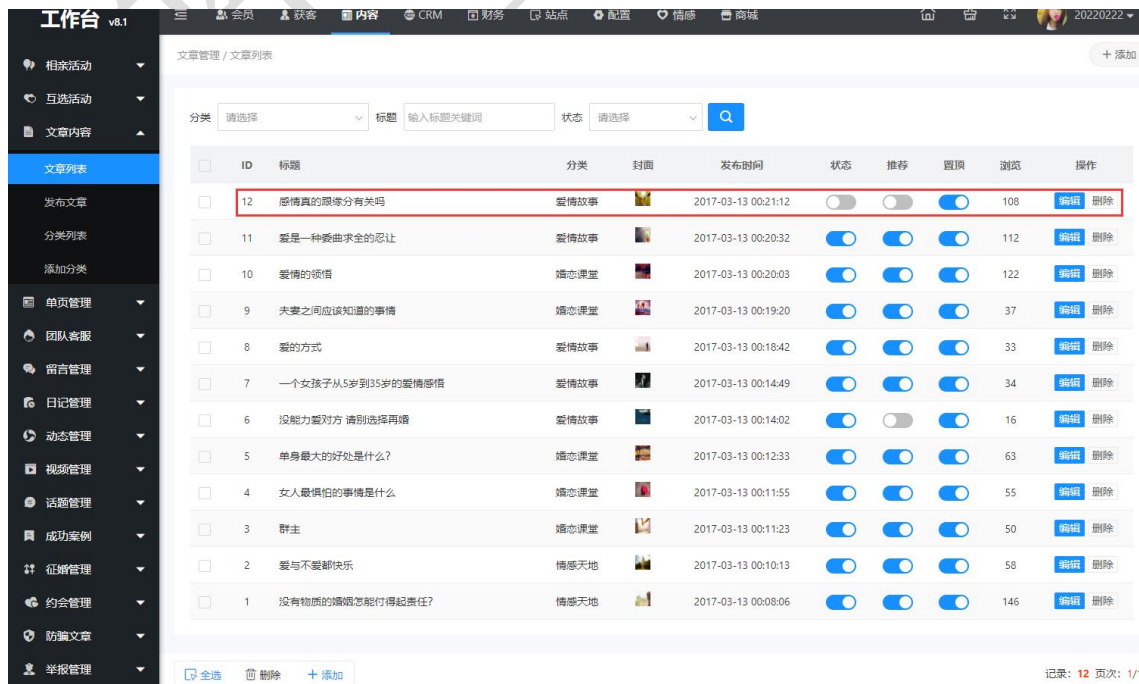 工作台 v8.1
会员 获客 内容 CRM 财务 站点 配置 情感 商城 20220222
相亲活动
互选活动
文章内容
文章列表
发布文章
分类列表
添加分类
单页管理
团队客服
留言管理
日记管理
动态管理
视频管理
话题管理
成功案例
征婚管理
约会管理
防骗文章
举报管理
文章管理 / 文章列表 + 添加
分类 请选择 标题 输入标题关键词 状态 请选择
ID 标题 分类 封面 发布时间 状态 推荐 置顶 浏览 操作
12 感情真的跟缘分有关吗 爱情故事 2017-03-13 00:21:12 108 编辑 删除
11 爱是一种委曲求全的忍让 爱情故事 2017-03-13 00:20:32 112 编辑 删除
10 爱情的领悟 婚恋课堂 2017-03-13 00:20:03 122 编辑 删除
9 夫妻之间应该知道的事情 婚恋课堂 2017-03-13 00:19:20 37 编辑 删除
8 爱的方式 爱情故事 2017-03-13 00:18:42 33 编辑 删除
7 一个女孩子从5岁到35岁的爱情感悟 爱情故事 2017-03-13 00:14:49 34 编辑 删除
6 没能力爱对方 请别选择再婚 爱情故事 2017-03-13 00:14:02 16 编辑 删除
5 单身最大的好处是什么? 婚恋课堂 2017-03-13 00:12:33 63 编辑 删除
4 女人最惧怕的事情是什么 婚恋课堂 2017-03-13 00:11:55 55 编辑 删除
3 群主 婚恋课堂 2017-03-13 00:11:23 50 编辑 删除
2 爱与不爱都快乐 情感天地 2017-03-13 00:10:13 58 编辑 删除
1 没有物质的婚姻怎能付得起责任? 情感天地 2017-03-13 00:08:06 146 编辑 删除
全选 删除 + 添加 记录: 12 页次: 1/